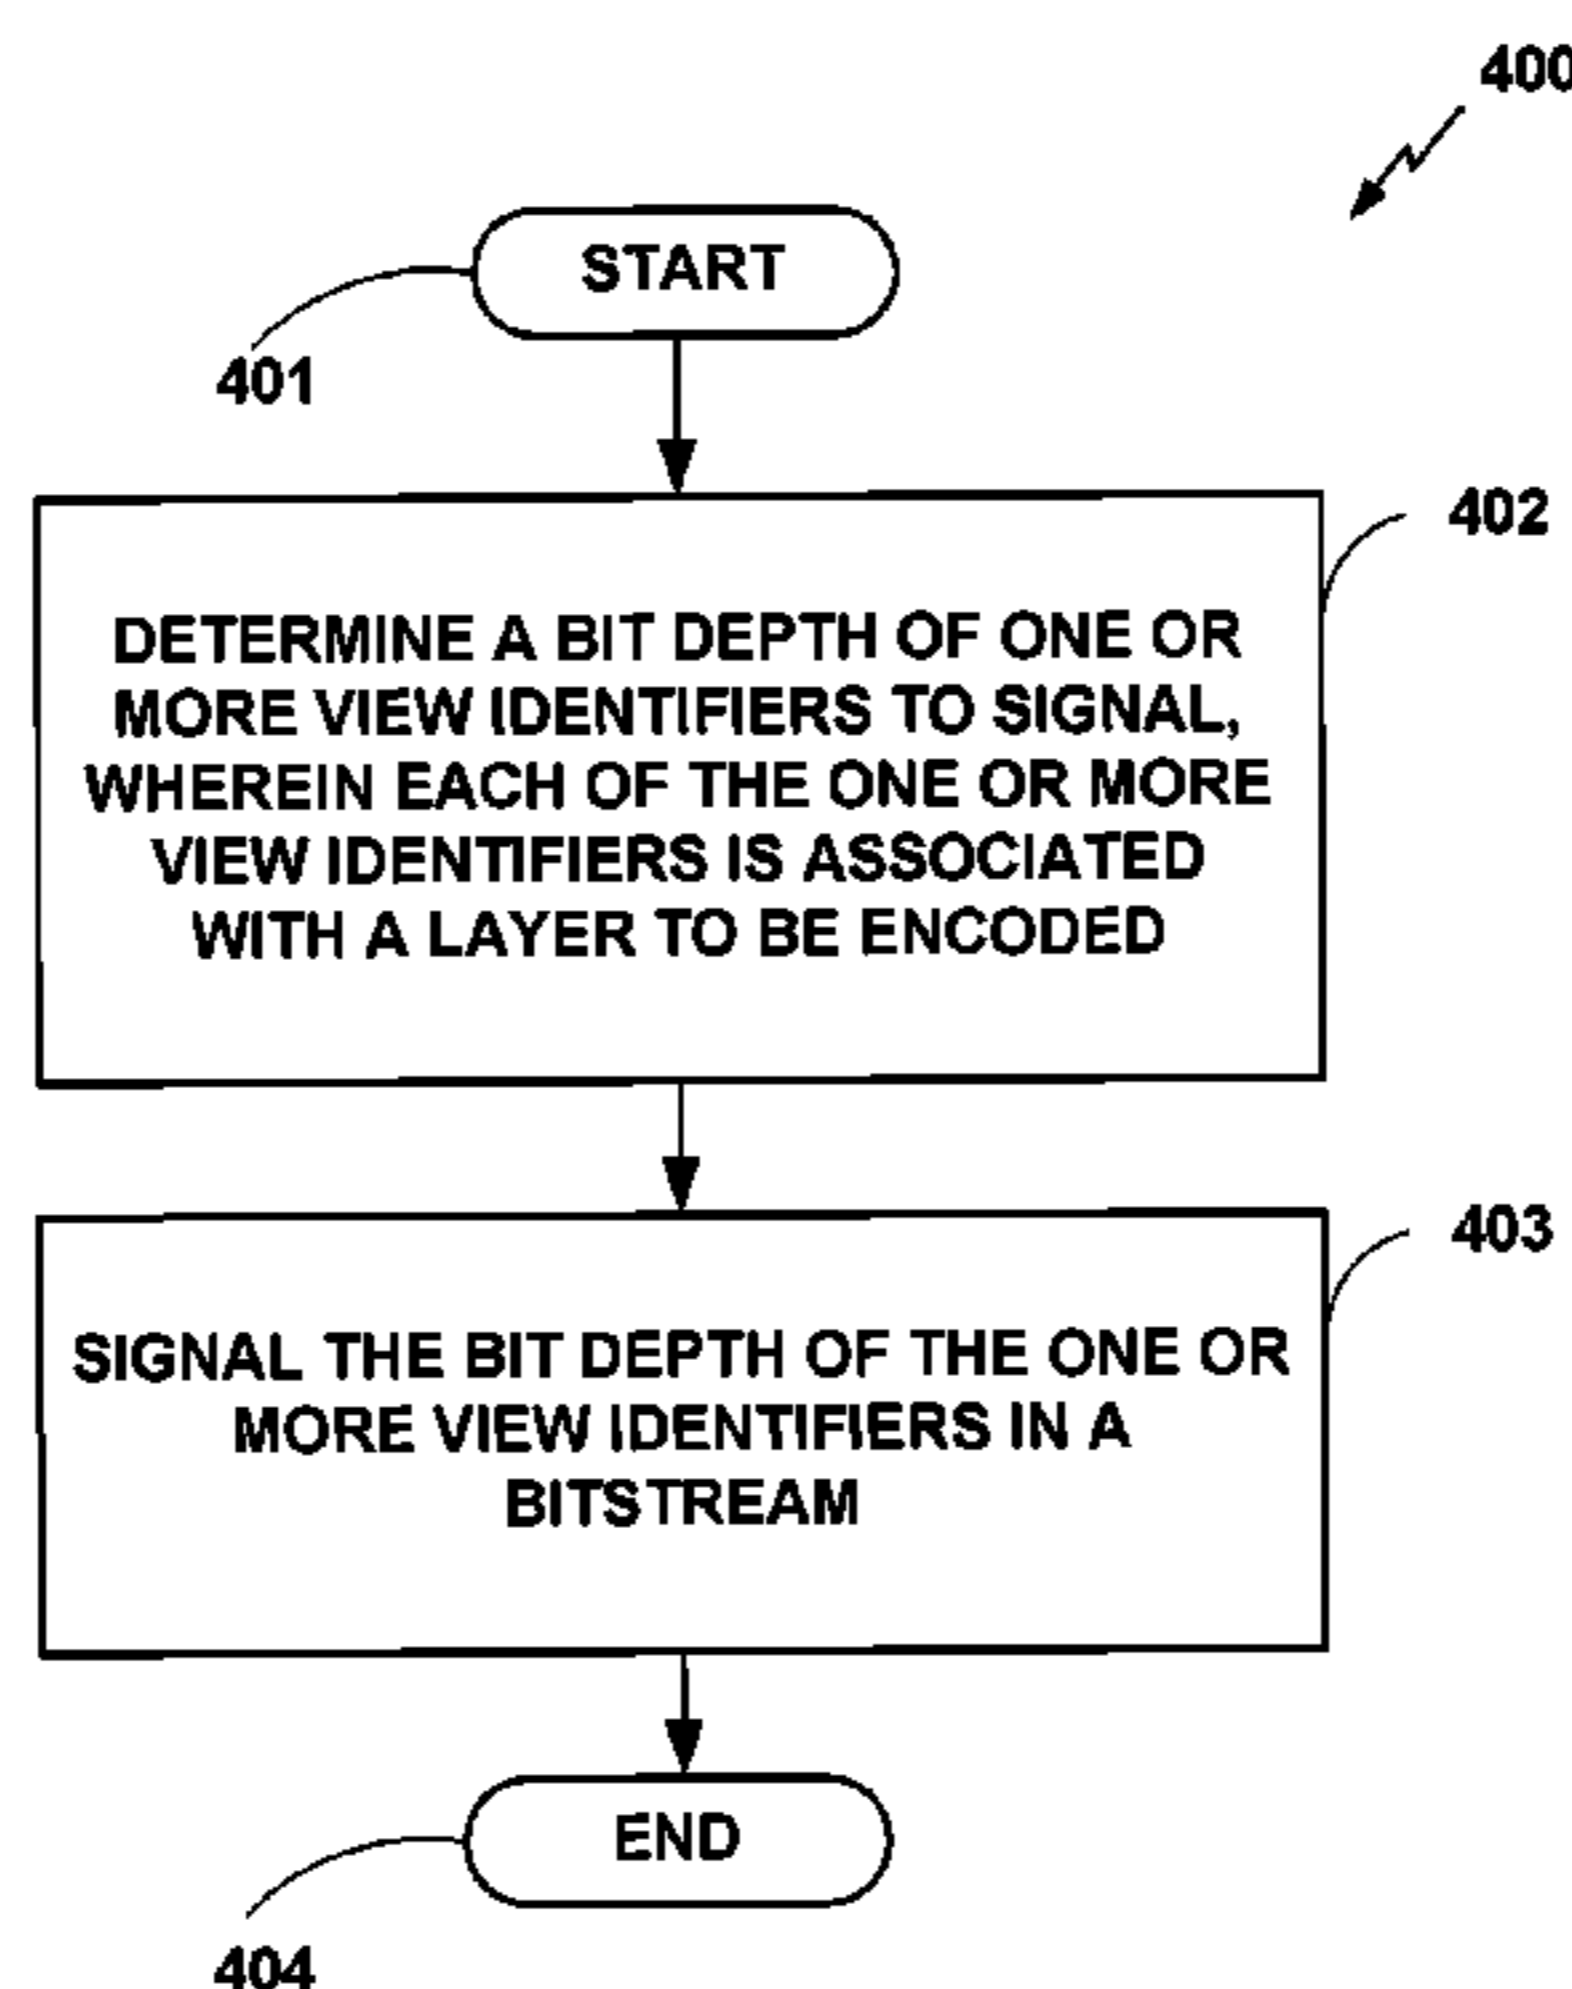 400
START
401
402
DETERMINE A BIT DEPTH OF ONE OR
MORE VIEW IDENTIFIERS TO SIGNAL,
WHEREIN EACH OF THE ONE OR MORE
VIEW IDENTIFIERS IS ASSOCIATED
WITH A LAYER TO BE ENCODED
403
SIGNAL THE BIT DEPTH OF THE ONE OR
MORE VIEW IDENTIFIERS IN A
BITSTREAM
END
404